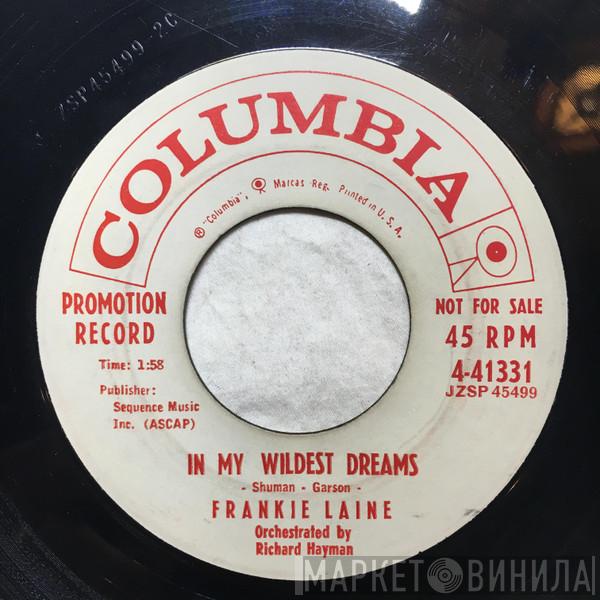 ZSP45499-2C
COLUMBIA
® "Columbia", Marcas Reg. Printed in U.S.A.
PROMOTION
RECORD
Time: 1:58
Publisher:
Sequence Music
Inc. (ASCAP)
NOT FOR SALE
45 RPM
4-41331
JZSP 45499
IN MY WILDEST DREAMS
- Shuman - Garson -
FRANKIE LAINE
Orchestrated by
Richard Hayman
МАРКЕТ ВИНИЛА